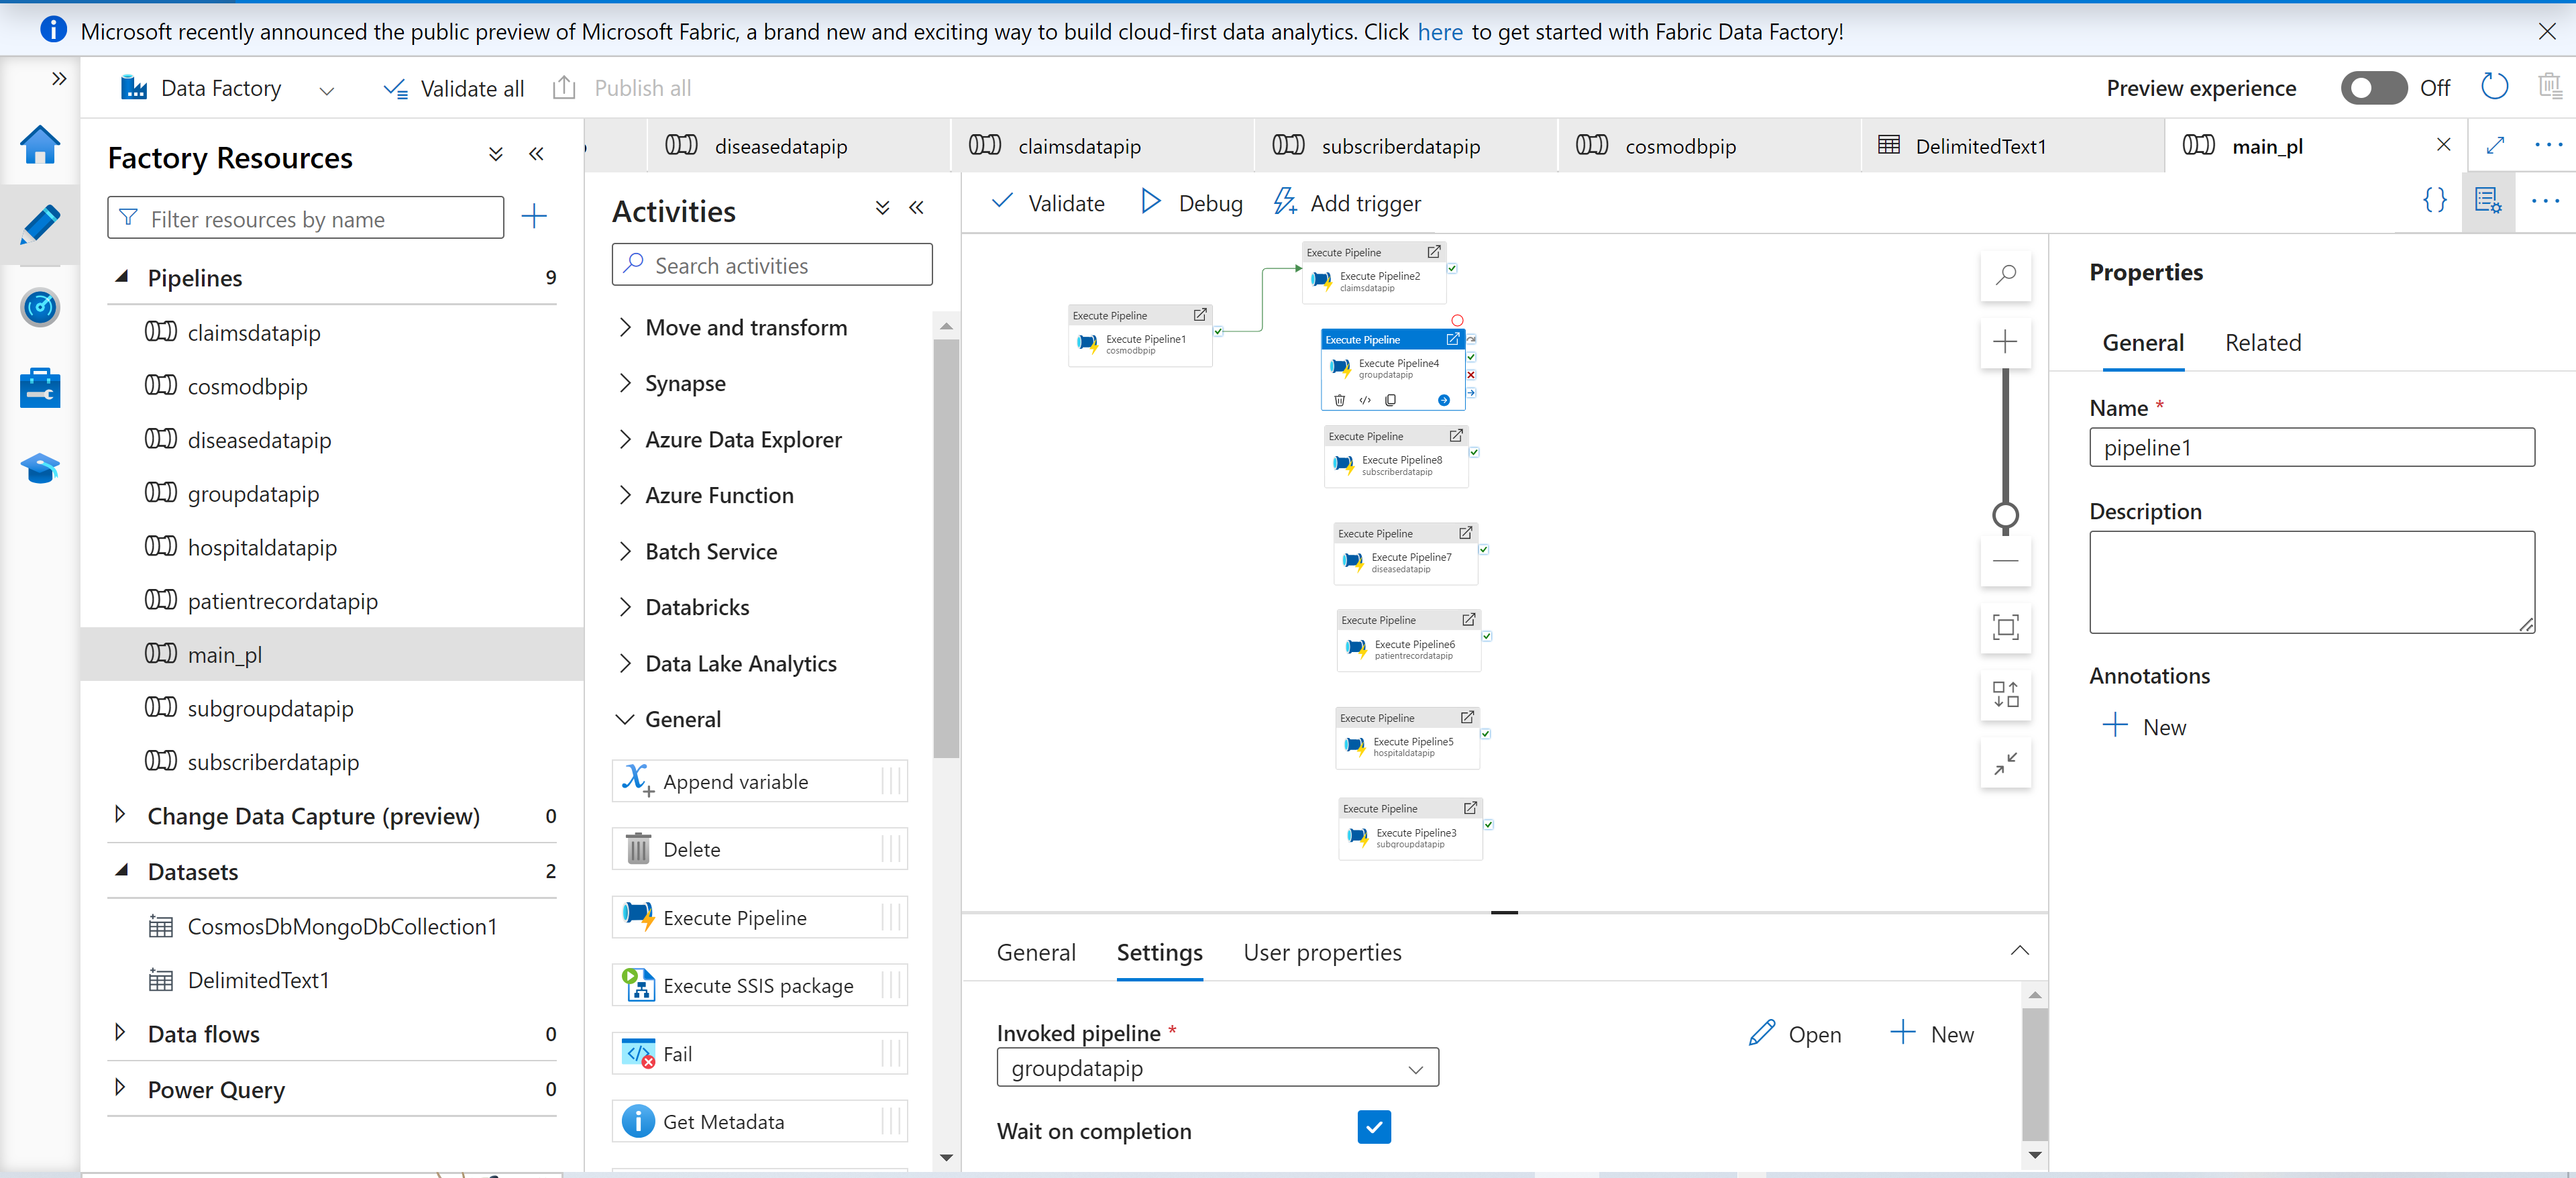 Microsoft recently announced the public preview of Microsoft Fabric, a brand new and exciting way to build cloud-first data analytics. Click here to get started with Fabric Data Factory!
Data Factory
Validate all
Publish all
Preview experience
Off
Factory Resources
Filter resources by name
Pipelines 9
claimsdatapip
cosmodbpip
diseasedatapip
groupdatapip
hospitaldatapip
patientrecordatapip
main_pl
subgroupdatapip
subscriberdatapip
Change Data Capture (preview) 0
Datasets 2
CosmosDbMongoDbCollection1
DelimitedText1
Data flows 0
Power Query 0
diseasedatapip
claimsdatapip
subscriberdatapip
cosmodbpip
DelimitedText1
main_pl
Activities
Search activities
Move and transform
Synapse
Azure Data Explorer
Azure Function
Batch Service
Databricks
Data Lake Analytics
General
Append variable
Delete
Execute Pipeline
Execute SSIS package
Fail
Get Metadata
Validate
Debug
Add trigger
Execute Pipeline
Execute Pipeline1
cosmodbpip
Execute Pipeline
Execute Pipeline2
claimsdatapip
Execute Pipeline
Execute Pipeline4
groupdatapip
Execute Pipeline
Execute Pipeline8
subscriberdatapip
Execute Pipeline
Execute Pipeline7
diseasedatapip
Execute Pipeline
Execute Pipeline6
patientrecordatapip
Execute Pipeline
Execute Pipeline5
hospitaldatapip
Execute Pipeline
Execute Pipeline3
subgroupdatapip
General
Settings
User properties
Invoked pipeline *
groupdatapip
Open
New
Wait on completion
Properties
General
Related
Name *
pipeline1
Description
Annotations
New